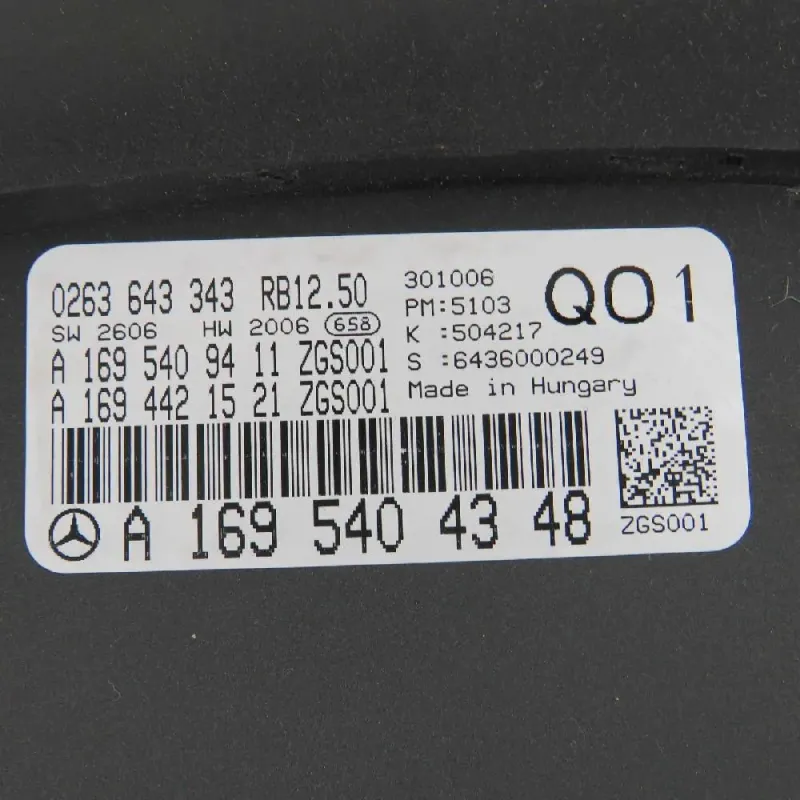 0263 643 343 RB12.50
SW 2606 HW 2006 658
A 169 540 94 11 ZGS001
A 169 442 15 21 ZGS001
301006
PM:5103
K :504217
S :6436000249
Made in Hungary
Q01
A 169 540 43 48
ZGS001